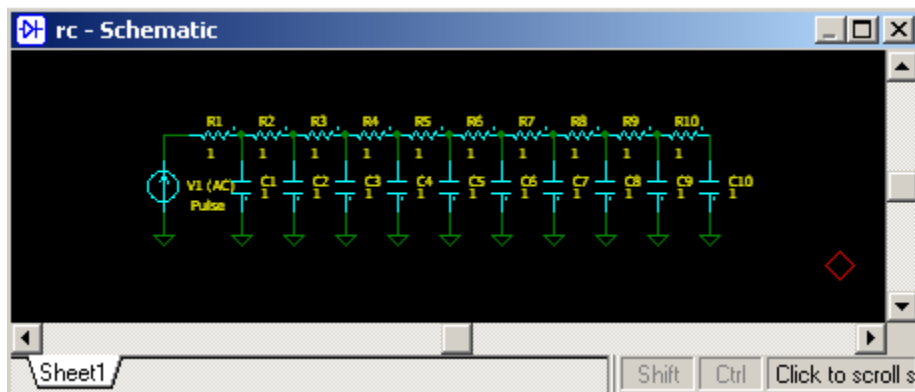 rc - Schematic
R1 R2 R3 R4 R5 R6 R7 R8 R9 R10
1 1 1 1 1 1 1 1 1 1
V1 (AC) C1 C2 C3 C4 C5 C6 C7 C8 C9 C10
1 1 1 1 1 1 1 1 1 1
Pulse
Sheet1 Shift Ctrl Click to scroll s